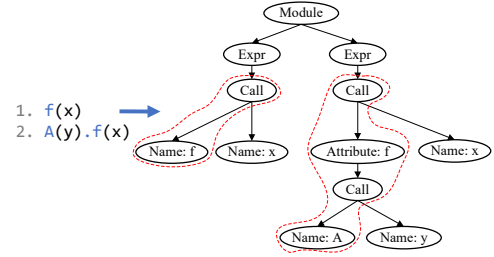 Module
Expr Expr
Call Call
1. f(x)
2. A(y).f(x)
Name: f Name: x Attribute: f Name: x
Call
Name: A Name: y